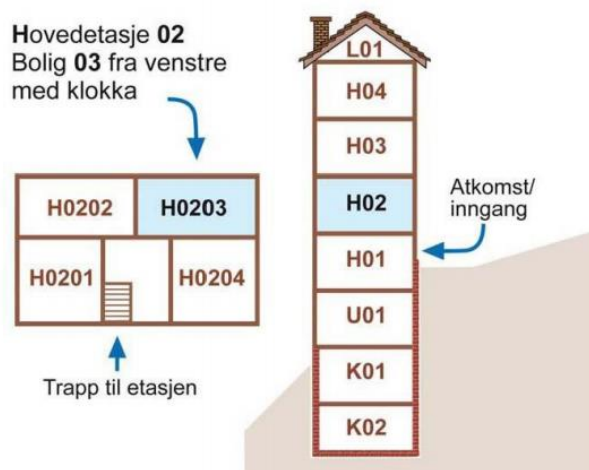 Hovedetasje 02
Bolig 03 fra venstre
med klokka
H0202
H0203
H0201
H0204
Trapp til etasjen
L01
H04
H03
H02
H01
U01
K01
K02
Atkomst/
inngang